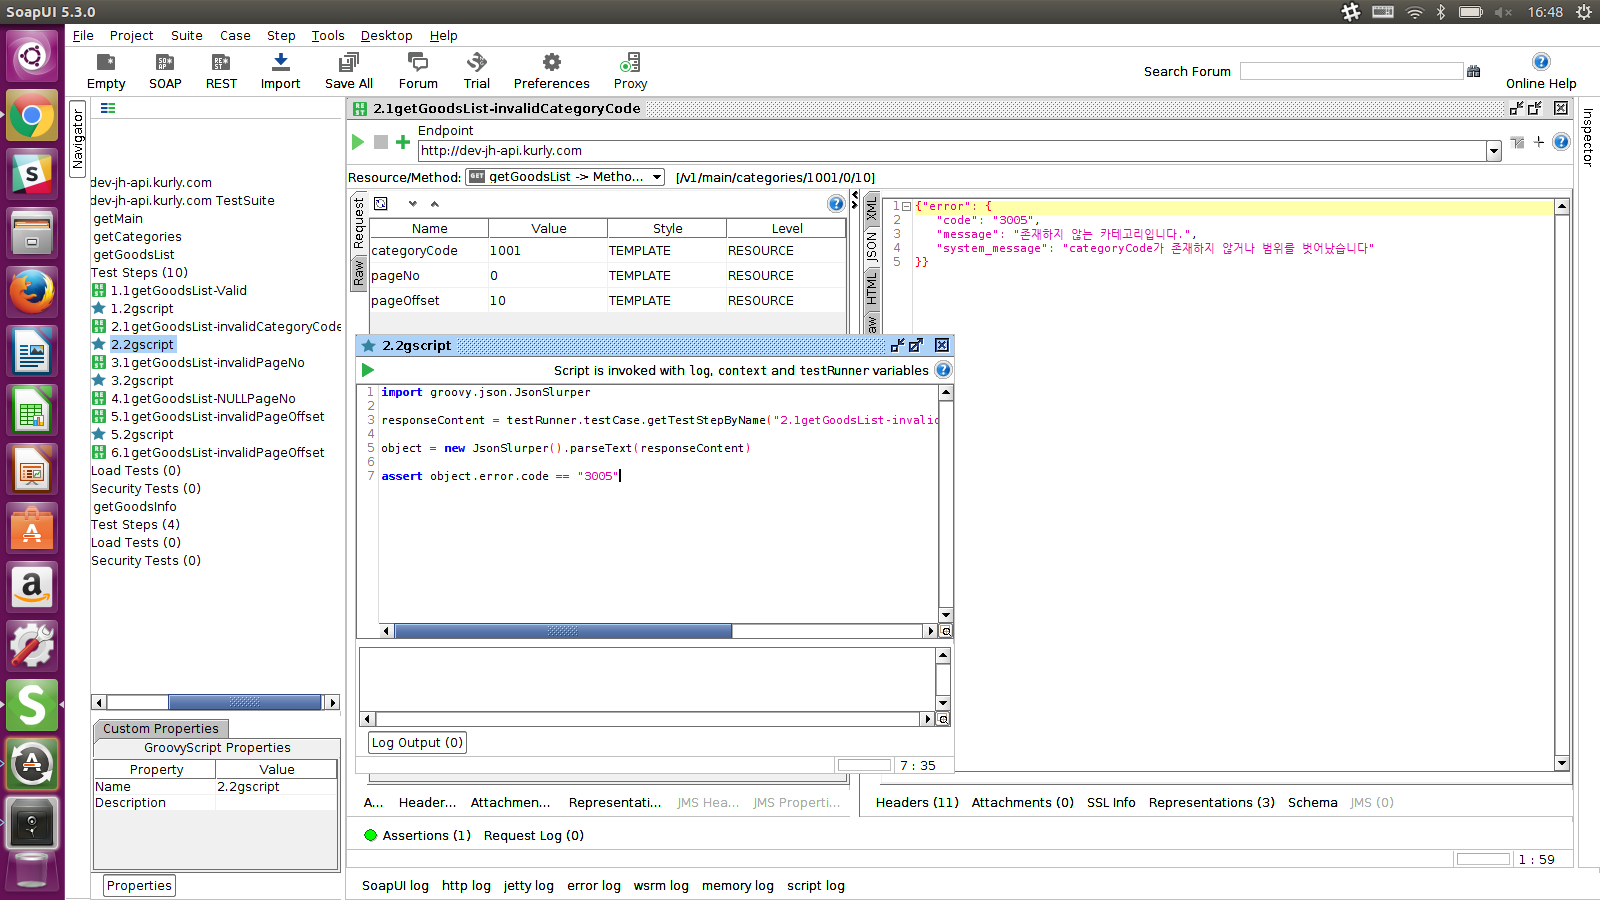 SoapUI 5.3.0
16:48
File Project Suite Case Step Tools Desktop Help
Empty SOAP REST Import Save All Forum Trial Preferences Proxy
Search Forum
Online Help
Navigator
dev-jh-api.kurly.com
dev-jh-api.kurly.com TestSuite
getMain
getCategories
getGoodsList
Test Steps (10)
1.1getGoodsList-Valid
1.2gscript
2.1getGoodsList-invalidCategoryCode
2.2gscript
3.1getGoodsList-invalidPageNo
3.2gscript
4.1getGoodsList-NULLPageNo
5.1getGoodsList-invalidPageOffset
5.2gscript
6.1getGoodsList-invalidPageOffset
Load Tests (0)
Security Tests (0)
getGoodsInfo
Test Steps (4)
Load Tests (0)
Security Tests (0)
Custom Properties
GroovyScript Properties
Property Value
Name 2.2gscript
Description
Properties
2.1getGoodsList-invalidCategoryCode
Endpoint
http://dev-jh-api.kurly.com
Resource/Method: GET getGoodsList -> Metho... [/v1/main/categories/1001/0/10]
Request
Raw
Name Value Style Level
categoryCode 1001 TEMPLATE RESOURCE
pageNo 0 TEMPLATE RESOURCE
pageOffset 10 TEMPLATE RESOURCE
XML
JSON
HTML
1 {"error": {
2 "code": "3005",
3 "message": "존재하지 않는 카테고리입니다.",
4 "system_message": "categoryCode가 존재하지 않거나 범위를 벗어났습니다"
5 }}
Inspector
2.2gscript
Script is invoked with log, context and testRunner variables
1 import groovy.json.JsonSlurper
2
3 responseContent = testRunner.testCase.getTestStepByName("2.1getGoodsList-invalid
4
5 object = new JsonSlurper().parseText(responseContent)
6
7 assert object.error.code == "3005"
Log Output (0)
7 : 35
A... Header... Attachmen... Representati... JMS Hea... JMS Properti...
Headers (11) Attachments (0) SSL Info Representations (3) Schema JMS (0)
Assertions (1) Request Log (0)
1 : 59
SoapUI log http log jetty log error log wsrm log memory log script log